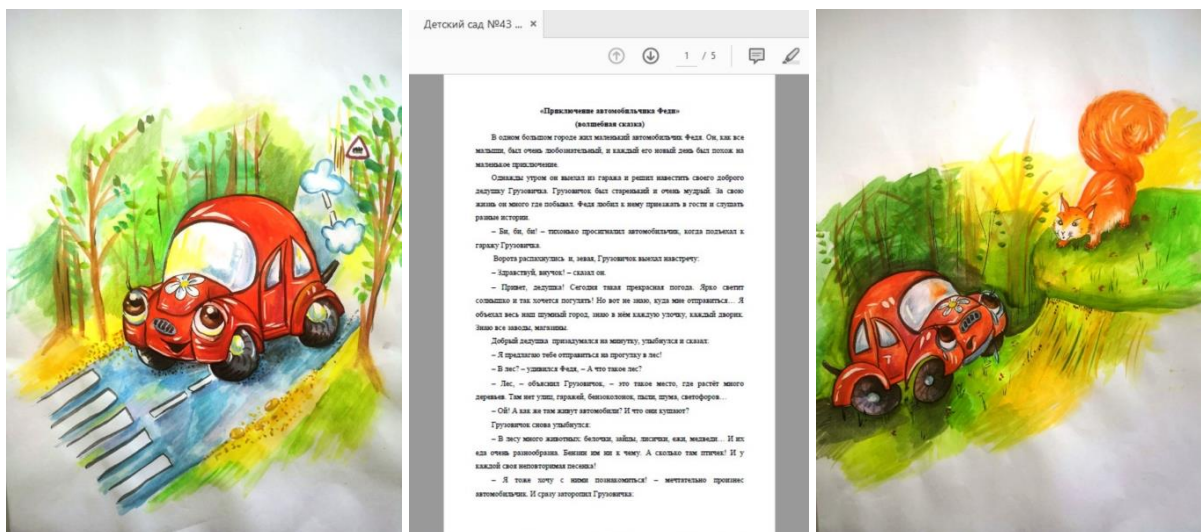 Детский сад №43 ... ×
1 / 5
«Приключение автомобильчика Феди»
(волшебная сказка)
В одном большом городе жил маленький автомобильчик Федя. Он, как все
малыши, был очень любознательный, и каждый его новый день был похож на
маленькое приключение.
Однажды утром он выехал из гаража и решил навестить своего доброго
дедушку Грузовичка. Грузовичок был старенький и очень мудрый. За свою
жизнь он много где побывал. Федя любил к нему приезжать в гости и слушать
разные истории.
– Би, би, би! – тихонько просигналил автомобильчик, когда подъехал к
гаражу Грузовичка.
Ворота распахнулись и, зевая, Грузовичок выехал навстречу:
– Здравствуй, внучок! – сказал он.
– Привет, дедушка! Сегодня такая прекрасная погода. Ярко светит
солнышко и так хочется погулять! Но вот не знаю, куда мне отправиться… Я
объехал весь наш шумный город, знаю в нём каждую улочку, каждый дворик.
Знаю все заводы, магазины.
Добрый дедушка призадумался на минутку, улыбнулся и сказал:
– Я предлагаю тебе отправиться на прогулку в лес!
– В лес? – удивился Федя, – А что такое лес?
– Лес, – объяснил Грузовичок, – это такое место, где растёт много
деревьев. Там нет улиц, гаражей, бензоколонок, пыли, шума, светофоров…
– Ой! А как же там живут автомобили? И что они кушают?
Грузовичок снова улыбнулся:
– В лесу много животных: белочки, зайцы, лисички, ежи, медведи… И их
еда очень разнообразна. Бензин им ни к чему. А сколько там птичек! И у
каждой своя неповторимая песенка!
– Я тоже хочу с ними познакомиться! – мечтательно произнес
автомобильчик. И сразу заторопил Грузовичка: